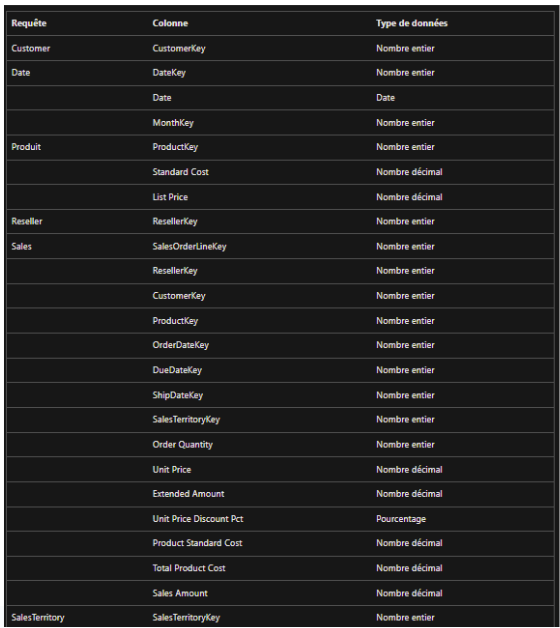 Requête Colonne Type de données
Customer CustomerKey Nombre entier
Date DateKey Nombre entier
Date Date
MonthKey Nombre entier
Produit ProductKey Nombre entier
Standard Cost Nombre décimal
List Price Nombre décimal
Reseller ResellerKey Nombre entier
Sales SalesOrderLineKey Nombre entier
ResellerKey Nombre entier
CustomerKey Nombre entier
ProductKey Nombre entier
OrderDateKey Nombre entier
DueDateKey Nombre entier
ShipDateKey Nombre entier
SalesTerritoryKey Nombre entier
Order Quantity Nombre entier
Unit Price Nombre décimal
Extended Amount Nombre décimal
Unit Price Discount Pct Pourcentage
Product Standard Cost Nombre décimal
Total Product Cost Nombre décimal
Sales Amount Nombre décimal
SalesTerritory SalesTerritoryKey Nombre entier